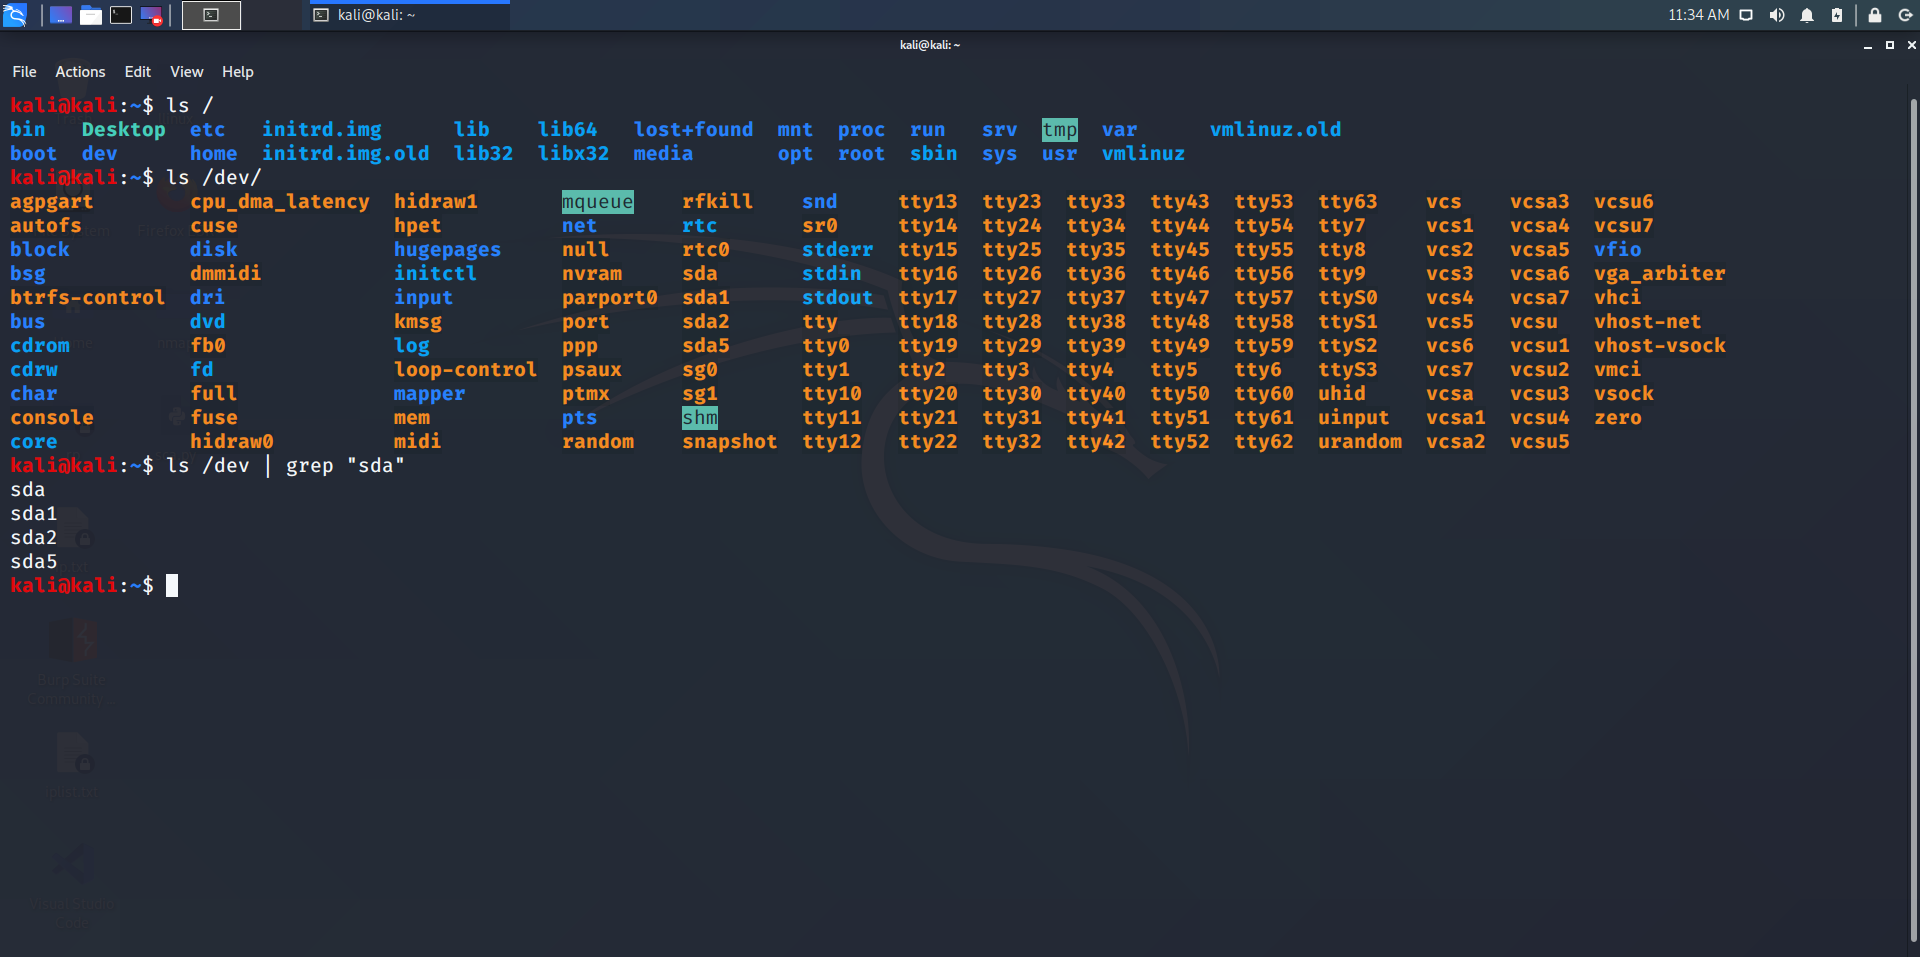 kali@kali: ~
11:34 AM
kali@kali: ~
File Actions Edit View Help
kali@kali:~$ ls /
bin Desktop etc initrd.img lib lib64 lost+found mnt proc run srv tmp var vmlinuz.old
boot dev home initrd.img.old lib32 libx32 media opt root sbin sys usr vmlinuz
kali@kali:~$ ls /dev/
agpgart cpu_dma_latency hidraw1 mqueue rfkill snd tty13 tty23 tty33 tty43 tty53 tty63 vcs vcsa3 vcsu6
autofs cuse hpet net rtc sr0 tty14 tty24 tty34 tty44 tty54 tty7 vcs1 vcsa4 vcsu7
block disk hugepages null rtc0 stderr tty15 tty25 tty35 tty45 tty55 tty8 vcs2 vcsa5 vfio
bsg dmmidi initctl nvram sda stdin tty16 tty26 tty36 tty46 tty56 tty9 vcs3 vcsa6 vga_arbiter
btrfs-control dri input parport0 sda1 stdout tty17 tty27 tty37 tty47 tty57 ttyS0 vcs4 vcsa7 vhci
bus dvd kmsg port sda2 tty tty18 tty28 tty38 tty48 tty58 ttyS1 vcs5 vcsu vhost-net
cdrom fb0 log ppp sda5 tty0 tty19 tty29 tty39 tty49 tty59 ttyS2 vcs6 vcsu1 vhost-vsock
cdrw fd loop-control psaux sg0 tty1 tty2 tty3 tty4 tty5 tty6 ttyS3 vcs7 vcsu2 vmci
char full mapper ptmx sg1 tty10 tty20 tty30 tty40 tty50 tty60 uhid vcsa vcsu3 vsock
console fuse mem pts shm tty11 tty21 tty31 tty41 tty51 tty61 uinput vcsa1 vcsu4 zero
core hidraw0 midi random snapshot tty12 tty22 tty32 tty42 tty52 tty62 urandom vcsa2 vcsu5
kali@kali:~$ ls /dev | grep "sda"
sda
sda1
sda2
sda5
kali@kali:~$
Burp Suite
Community
Visual Studio
Code